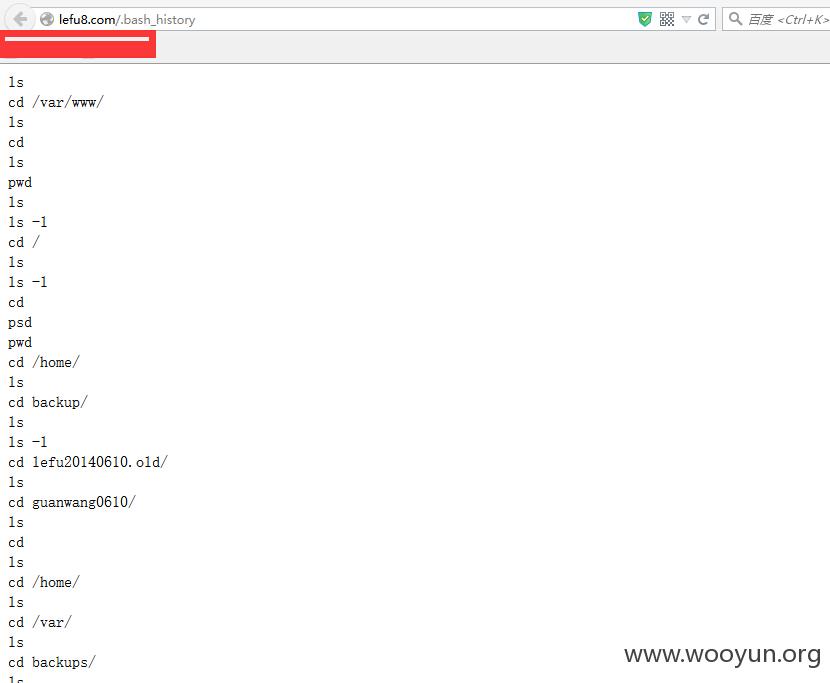 lefu8.com/.bash_history
百度 <Ctrl+K>
ls
cd /var/www/
ls
cd
ls
pwd
ls
ls -l
cd /
ls
ls -l
cd
psd
pwd
cd /home/
ls
cd backup/
ls
ls -l
cd lefu20140610.old/
ls
cd guanwang0610/
ls
cd
ls
cd /home/
ls
cd /var/
ls
cd backups/
ls
www.wooyun.org